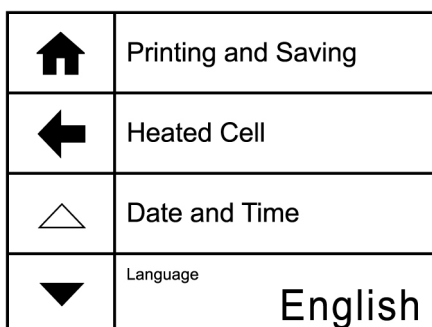 Printing and Saving
Heated Cell
Date and Time
Language
English